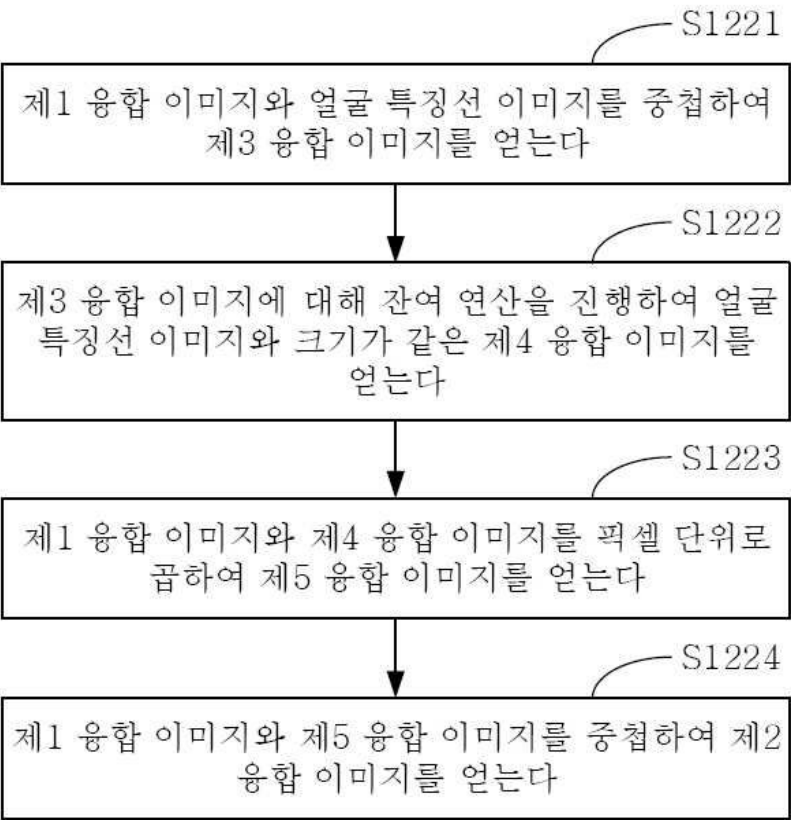 S1221
제1 융합 이미지와 얼굴 특징선 이미지를 중첩하여
제3 융합 이미지를 얻는다
S1222
제3 융합 이미지에 대해 잔여 연산을 진행하여 얼굴
특징선 이미지와 크기가 같은 제4 융합 이미지를
얻는다
S1223
제1 융합 이미지와 제4 융합 이미지를 픽셀 단위로
곱하여 제5 융합 이미지를 얻는다
S1224
제1 융합 이미지와 제5 융합 이미지를 중첩하여 제2
융합 이미지를 얻는다